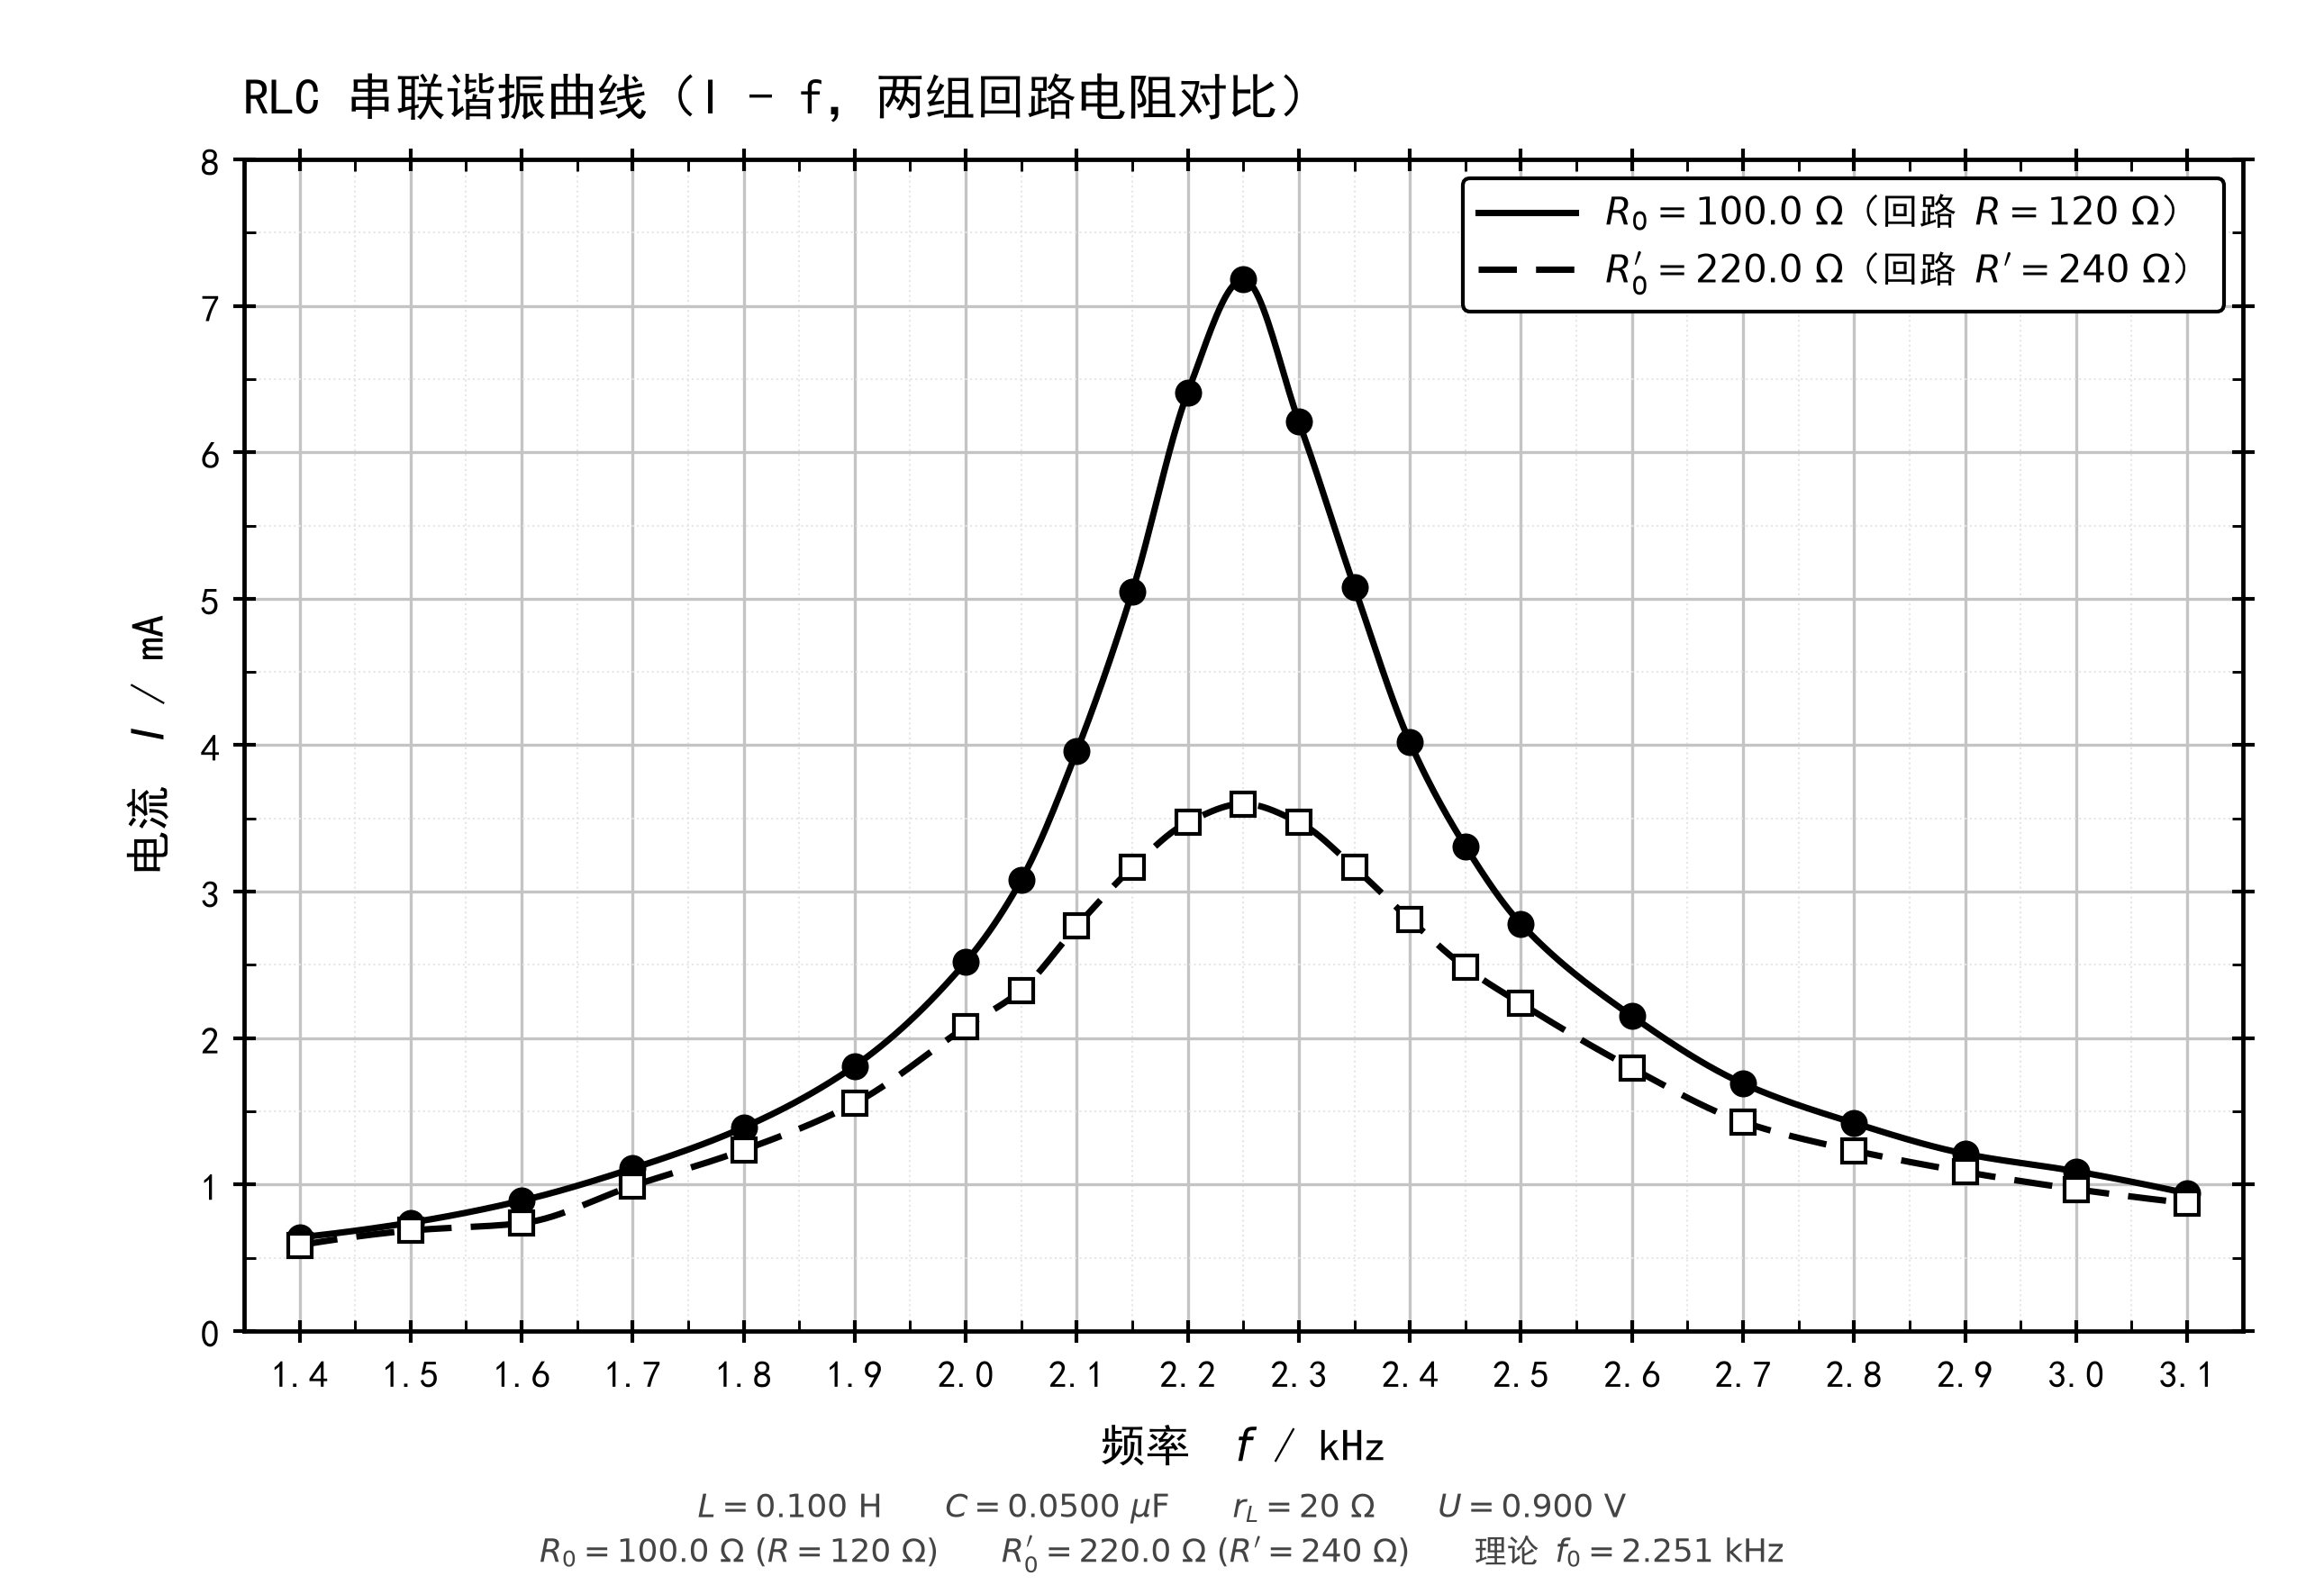 RLC 串联谐振曲线（I - f，两组回路电阻对比）
R₀ = 100.0 Ω（回路 R = 120 Ω）
R₀′ = 220.0 Ω（回路 R′ = 240 Ω）
电流 I / mA
8
7
6
5
4
3
2
1
0
1.4 1.5 1.6 1.7 1.8 1.9 2.0 2.1 2.2 2.3 2.4 2.5 2.6 2.7 2.8 2.9 3.0 3.1
频率 f / kHz
L = 0.100 H C = 0.0500 μF r_L = 20 Ω U = 0.900 V
R₀ = 100.0 Ω (R = 120 Ω) R₀′ = 220.0 Ω (R′ = 240 Ω) 理论 f₀ = 2.251 kHz